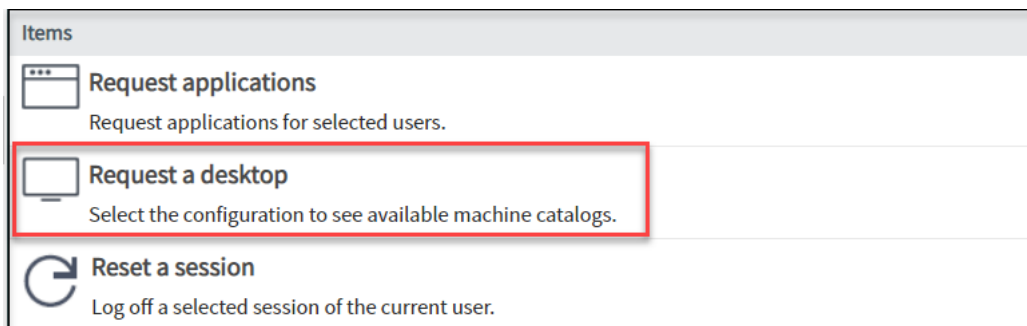 Items
Request applications
Request applications for selected users.
Request a desktop
Select the configuration to see available machine catalogs.
Reset a session
Log off a selected session of the current user.